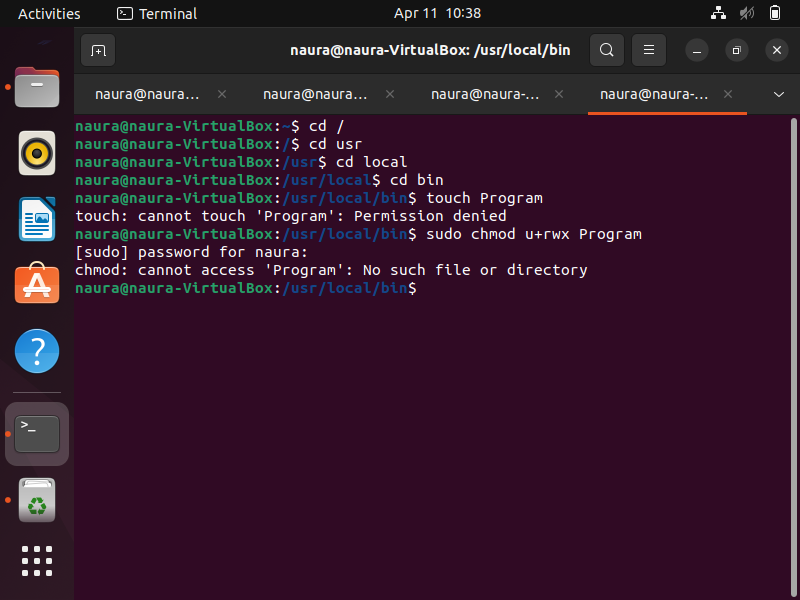 Activities
Terminal
Apr 11 10:38
naura@naura-VirtualBox: /usr/local/bin
naura@naura...
naura@naura...
naura@naura-...
naura@naura-...
naura@naura-VirtualBox:~$ cd /
naura@naura-VirtualBox:/$ cd usr
naura@naura-VirtualBox:/usr$ cd local
naura@naura-VirtualBox:/usr/local$ cd bin
naura@naura-VirtualBox:/usr/local/bin$ touch Program
touch: cannot touch 'Program': Permission denied
naura@naura-VirtualBox:/usr/local/bin$ sudo chmod u+rwx Program
[sudo] password for naura:
chmod: cannot access 'Program': No such file or directory
naura@naura-VirtualBox:/usr/local/bin$